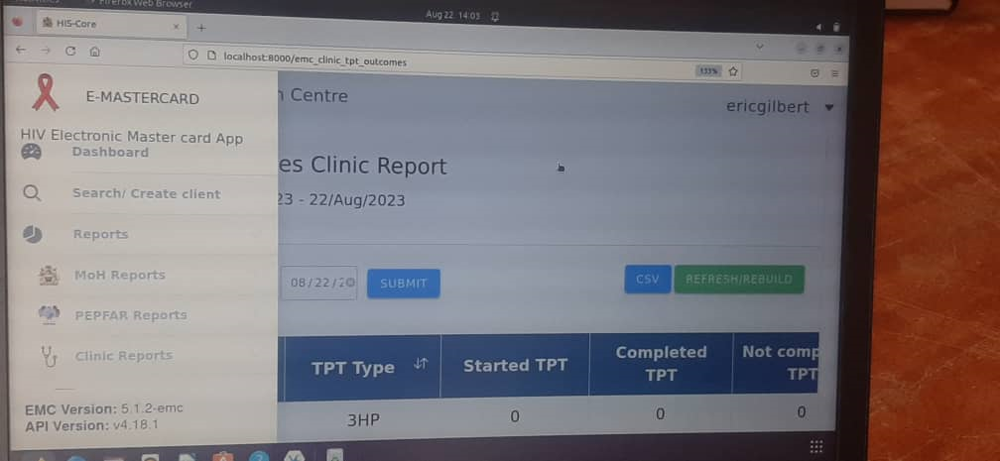 Firefox Web Browser
Aug 22 14:03
HIS-Core
localhost:8000/emc_clinic_tpt_outcomes
133%
E-MASTERCARD
HIV Electronic Master card App
Dashboard
Search/ Create client
Reports
MoH Reports
PEPFAR Reports
Clinic Reports
EMC Version: 5.1.2-emc
API Version: v4.18.1
Centre
ericgilbert
es Clinic Report
23 - 22/Aug/2023
08/22/2
SUBMIT
CSV
REFRESH/REBUILD
TPT Type
Started TPT
Completed
TPT
Not comp
TPT
3HP
0
0
0